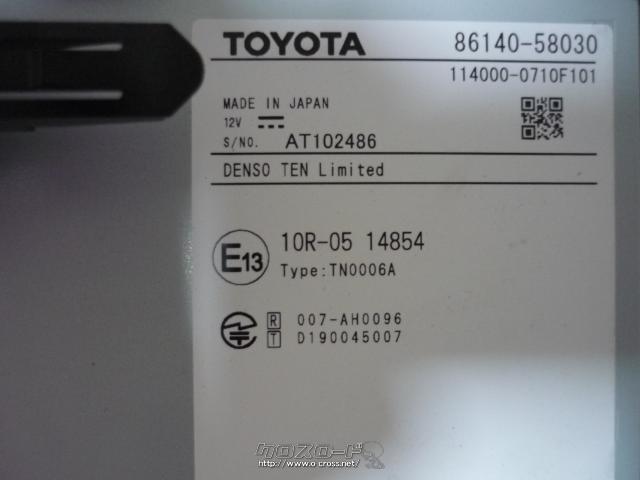 TOYOTA 86140-58030
114000-0710F101
MADE IN JAPAN
12V
S/NO. AT102486
DENSO TEN Limited
E13 10R-05 14854
Type:TN0006A
R 007-AH0096
T D190045007
クロスロード
http://www.o-cross.net/